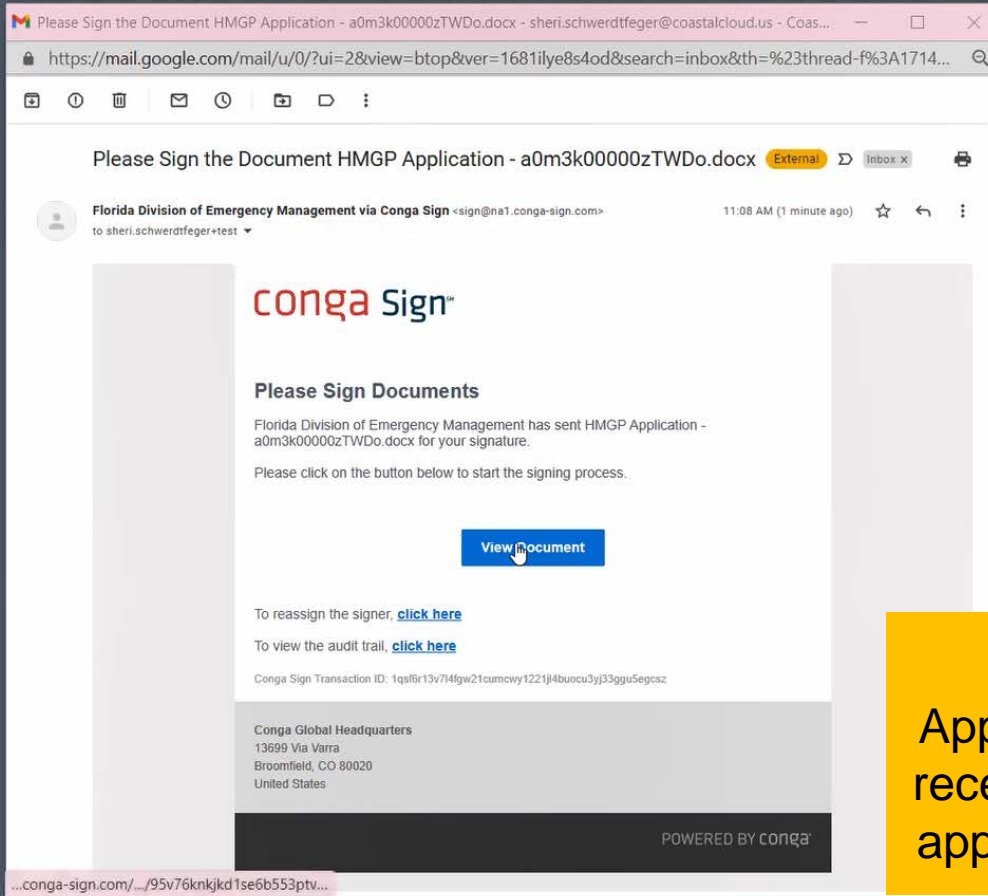 Please Sign the Document HMGP Application - a0m3k00000zTWDo.docx - sheri.schwerdtfeger@coastalcloud.us - Coas...
https://mail.google.com/mail/u/0/?ui=2&view=btop&ver=1681ilye8s4od&search=inbox&th=%23thread-f%3A1714...
Please Sign the Document HMGP Application - a0m3k00000zTWDo.docx External Inbox x
Florida Division of Emergency Management via Conga Sign <sign@na1.conga-sign.com> 11:08 AM (1 minute ago)
to sheri.schwerdtfeger+test
conga Sign℠
Please Sign Documents
Florida Division of Emergency Management has sent HMGP Application -
a0m3k00000zTWDo.docx for your signature.
Please click on the button below to start the signing process.
View Document
To reassign the signer, click here
To view the audit trail, click here
Conga Sign Transaction ID: 1qsf6r13v7l4fgw21cumcwy1221jl4buocu3yj33ggu5egcsz
Conga Global Headquarters
13699 Via Varra
Broomfield, CO 80020
United States
POWERED BY conga
...conga-sign.com/.../95v76knkjkd1se6b553ptv...
App
rece
app